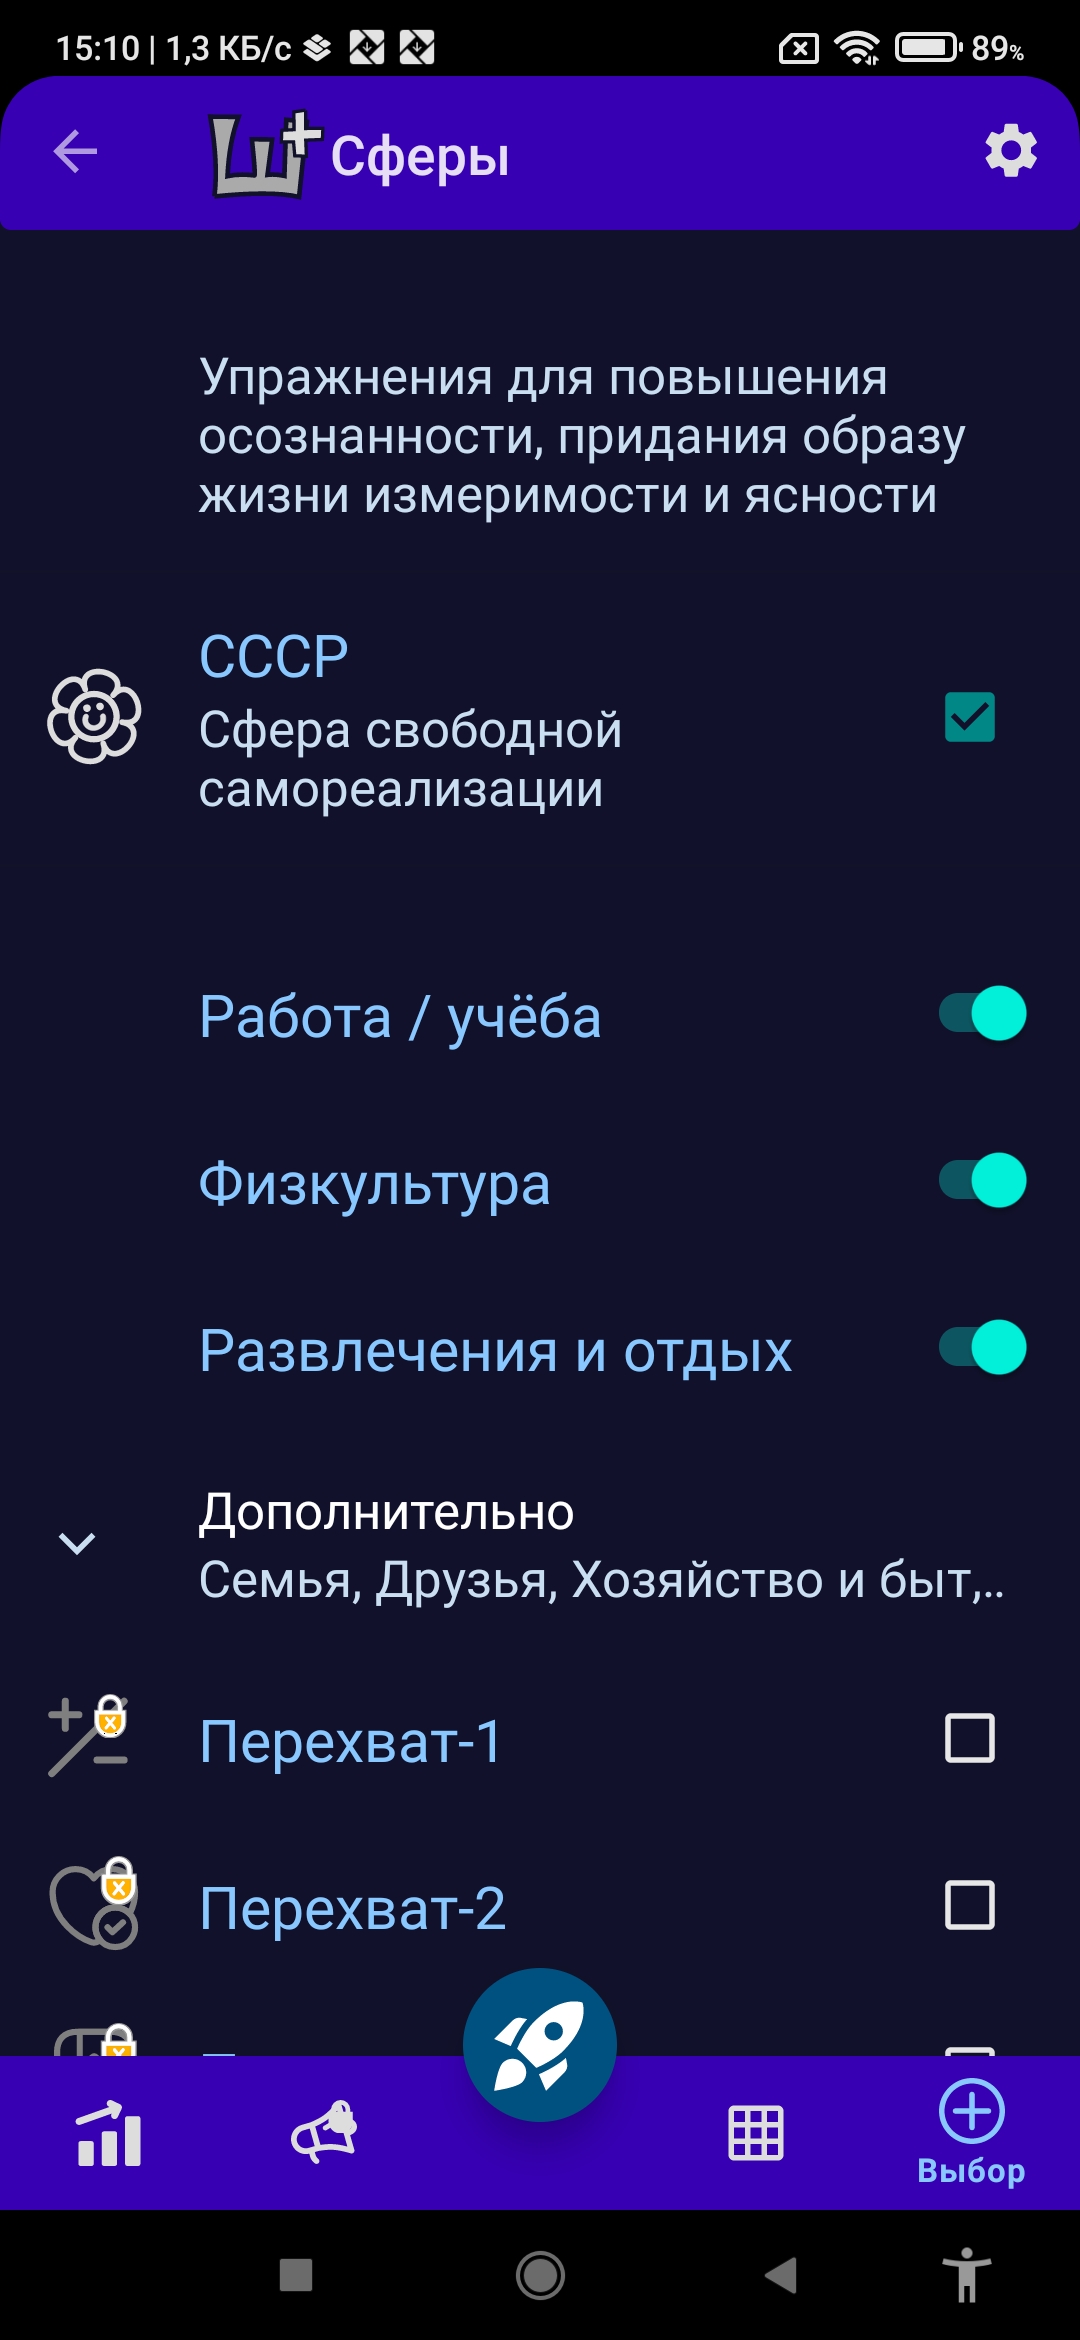 15:10 | 1,3 КБ/с
89%
Ш+ Сферы
Упражнения для повышения
осознанности, придания образу
жизни измеримости и ясности
СССР
Сфера свободной
самореализации
Работа / учёба
Физкультура
Развлечения и отдых
Дополнительно
Семья, Друзья, Хозяйство и быт,..
Перехват-1
Перехват-2
Выбор